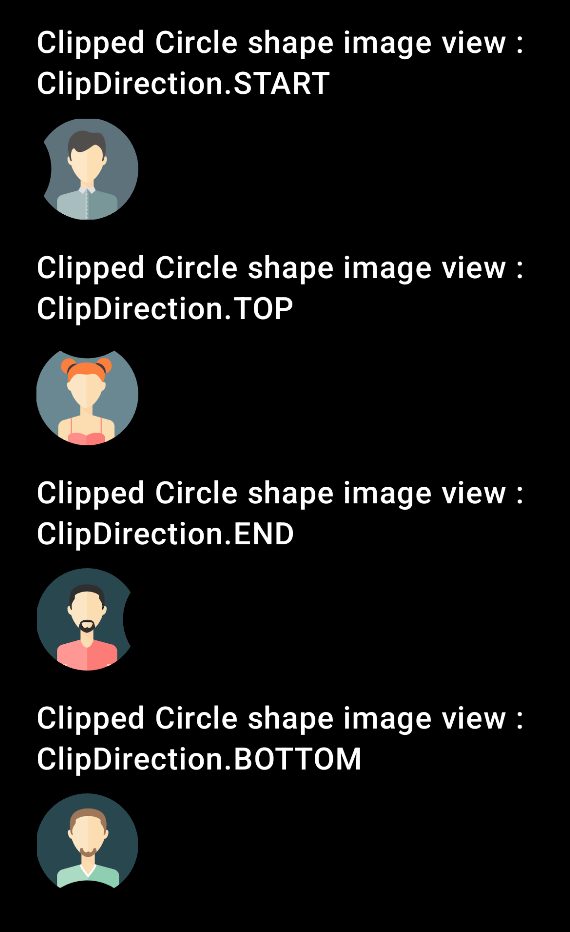 Clipped Circle shape image view :
ClipDirection.START
Clipped Circle shape image view :
ClipDirection.TOP
Clipped Circle shape image view :
ClipDirection.END
Clipped Circle shape image view :
ClipDirection.BOTTOM